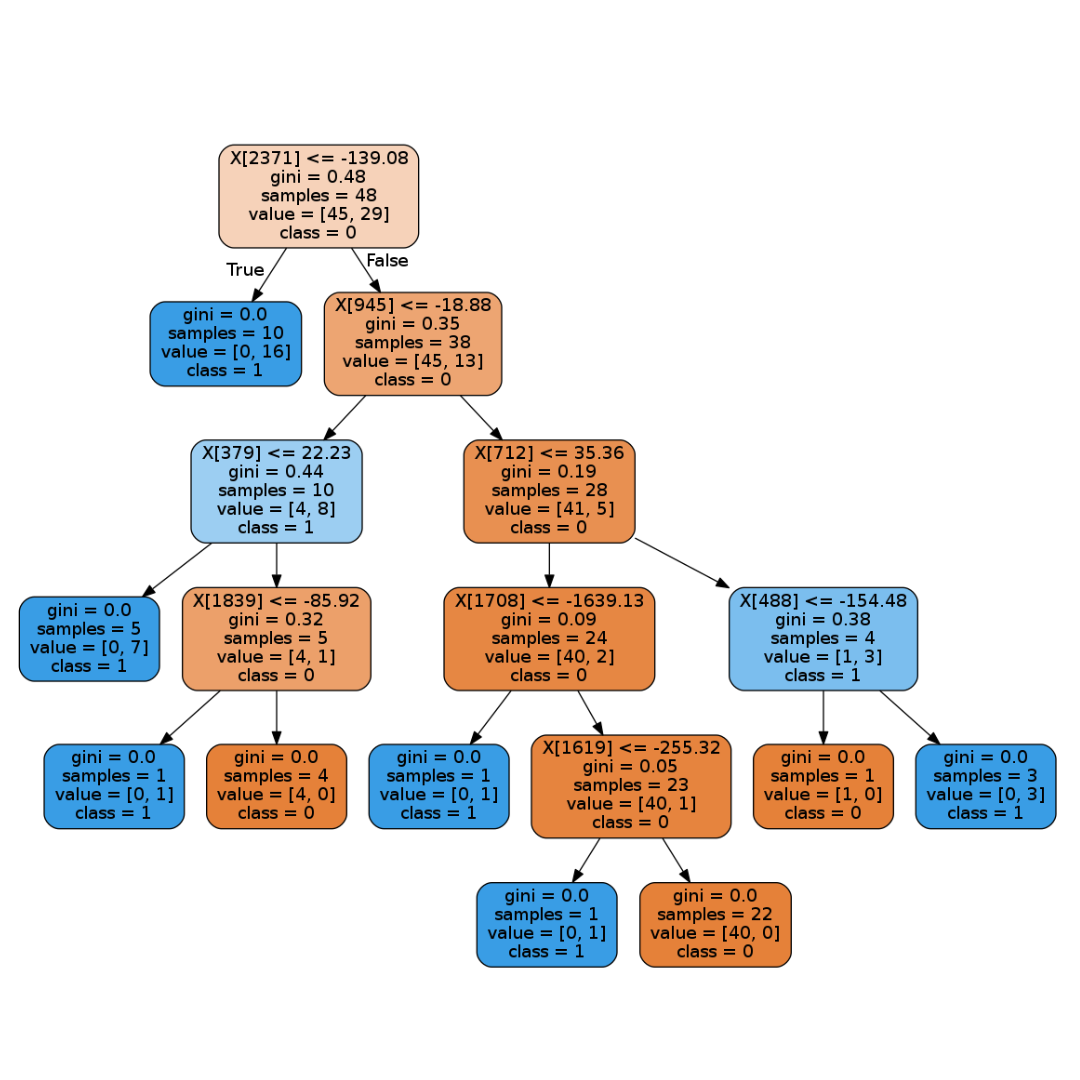 X[2371] <= -139.08
gini = 0.48
samples = 48
value = [45, 29]
class = 0
True
False
gini = 0.0
samples = 10
value = [0, 16]
class = 1
X[945] <= -18.88
gini = 0.35
samples = 38
value = [45, 13]
class = 0
X[379] <= 22.23
gini = 0.44
samples = 10
value = [4, 8]
class = 1
X[712] <= 35.36
gini = 0.19
samples = 28
value = [41, 5]
class = 0
gini = 0.0
samples = 5
value = [0, 7]
class = 1
X[1839] <= -85.92
gini = 0.32
samples = 5
value = [4, 1]
class = 0
X[1708] <= -1639.13
gini = 0.09
samples = 24
value = [40, 2]
class = 0
X[488] <= -154.48
gini = 0.38
samples = 4
value = [1, 3]
class = 1
gini = 0.0
samples = 1
value = [0, 1]
class = 1
gini = 0.0
samples = 4
value = [4, 0]
class = 0
gini = 0.0
samples = 1
value = [0, 1]
class = 1
X[1619] <= -255.32
gini = 0.05
samples = 23
value = [40, 1]
class = 0
gini = 0.0
samples = 1
value = [1, 0]
class = 0
gini = 0.0
samples = 3
value = [0, 3]
class = 1
gini = 0.0
samples = 1
value = [0, 1]
class = 1
gini = 0.0
samples = 22
value = [40, 0]
class = 0